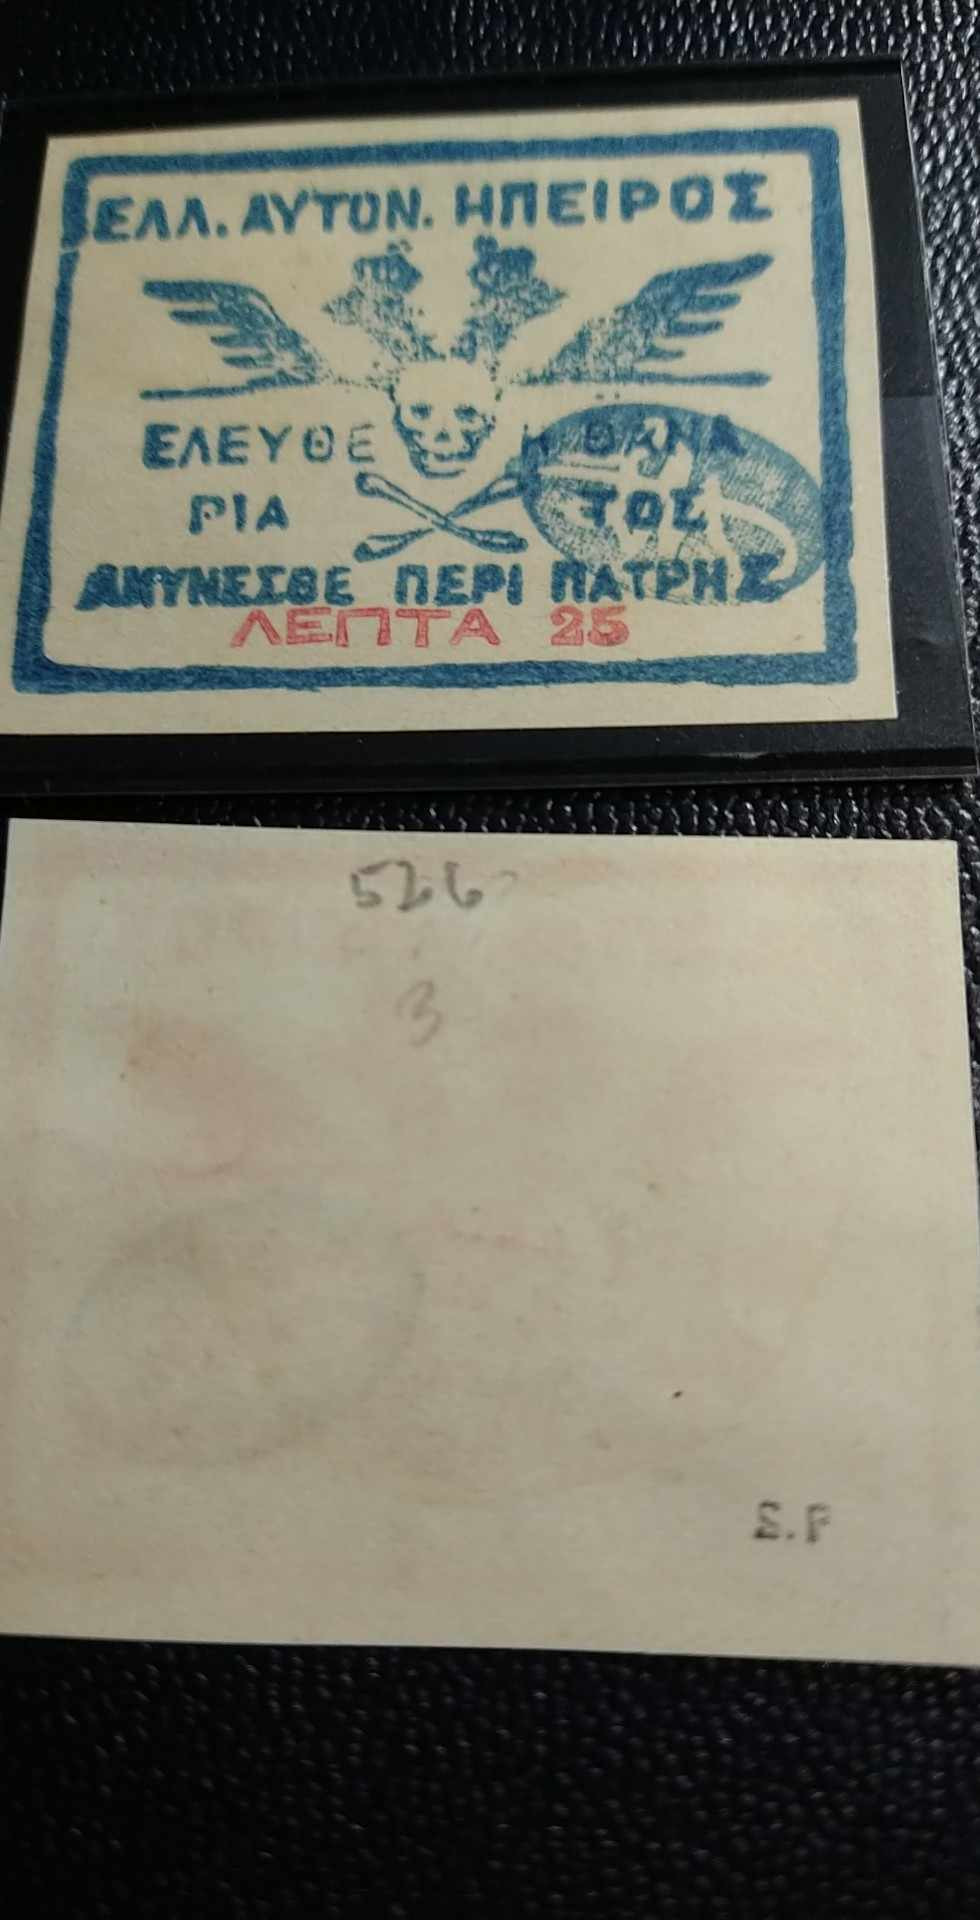 ΕΛΛ. ΑΥΤΟΝ. ΗΠΕΙΡΟΣ
ΕΛΕΥΘΕ Η ΘΑΝΑ
ΡΙΑ ΤΟΣ
ΑΜΥΝΕΣΘΕ ΠΕΡΙ ΠΑΤΡΗΣ
ΛΕΠΤΑ 25
526
3
S.P